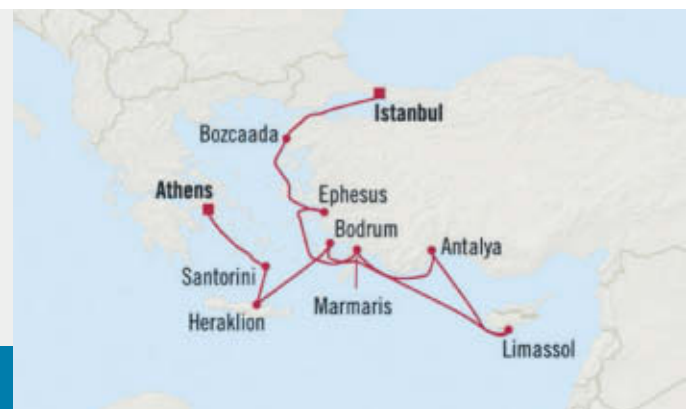 Istanbul
Bozcaada
Athens
Ephesus
Bodrum
Antalya
Santorini
Marmaris
Heraklion
Limassol